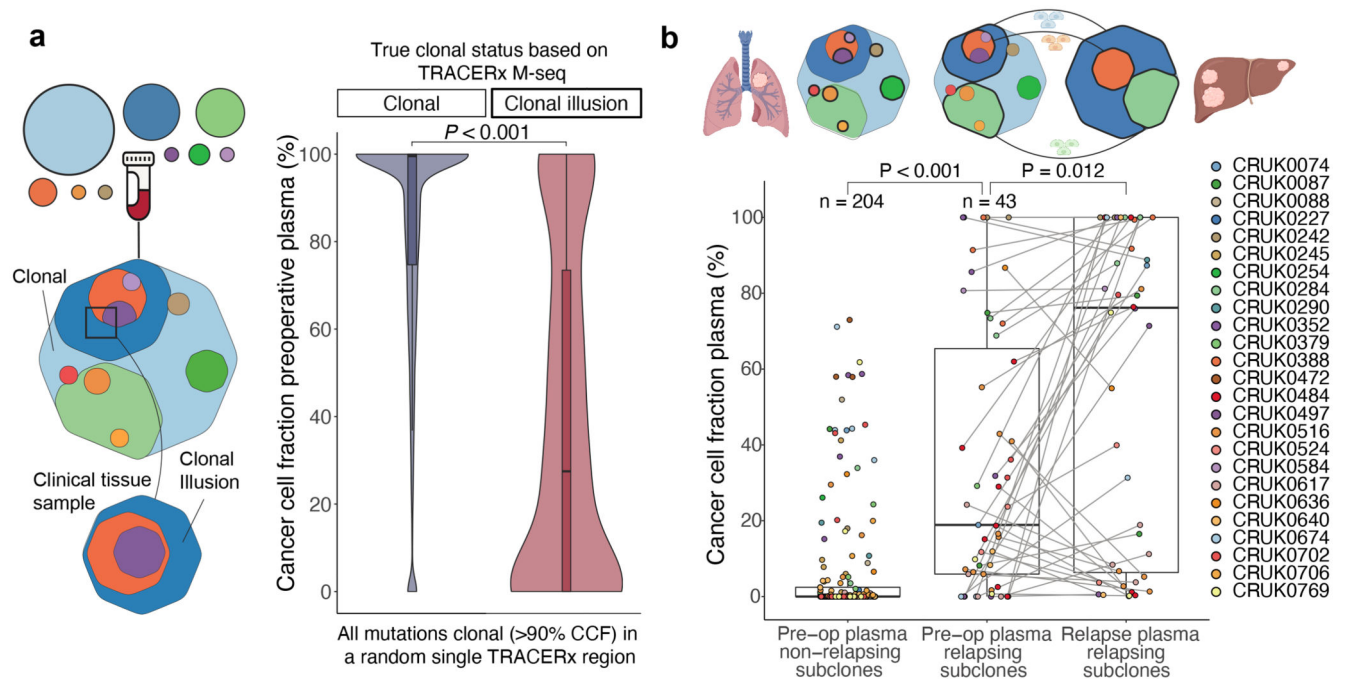 a
True clonal status based on
TRACERx M-seq
Clonal
Clonal illusion
P < 0.001
Cancer cell fraction preoperative plasma (%)
100
80
60
40
20
0
All mutations clonal (>90% CCF) in
a random single TRACERx region
Clonal
Clinical tissue
sample
Clonal
Illusion
b
P < 0.001
P = 0.012
n = 204
n = 43
Cancer cell fraction plasma (%)
100
80
60
40
20
0
Pre−op plasma
non−relapsing
subclones
Pre−op plasma
relapsing
subclones
Relapse plasma
relapsing
subclones
CRUK0074
CRUK0087
CRUK0088
CRUK0227
CRUK0242
CRUK0245
CRUK0254
CRUK0284
CRUK0290
CRUK0352
CRUK0379
CRUK0388
CRUK0472
CRUK0484
CRUK0497
CRUK0516
CRUK0524
CRUK0584
CRUK0617
CRUK0636
CRUK0640
CRUK0674
CRUK0702
CRUK0706
CRUK0769